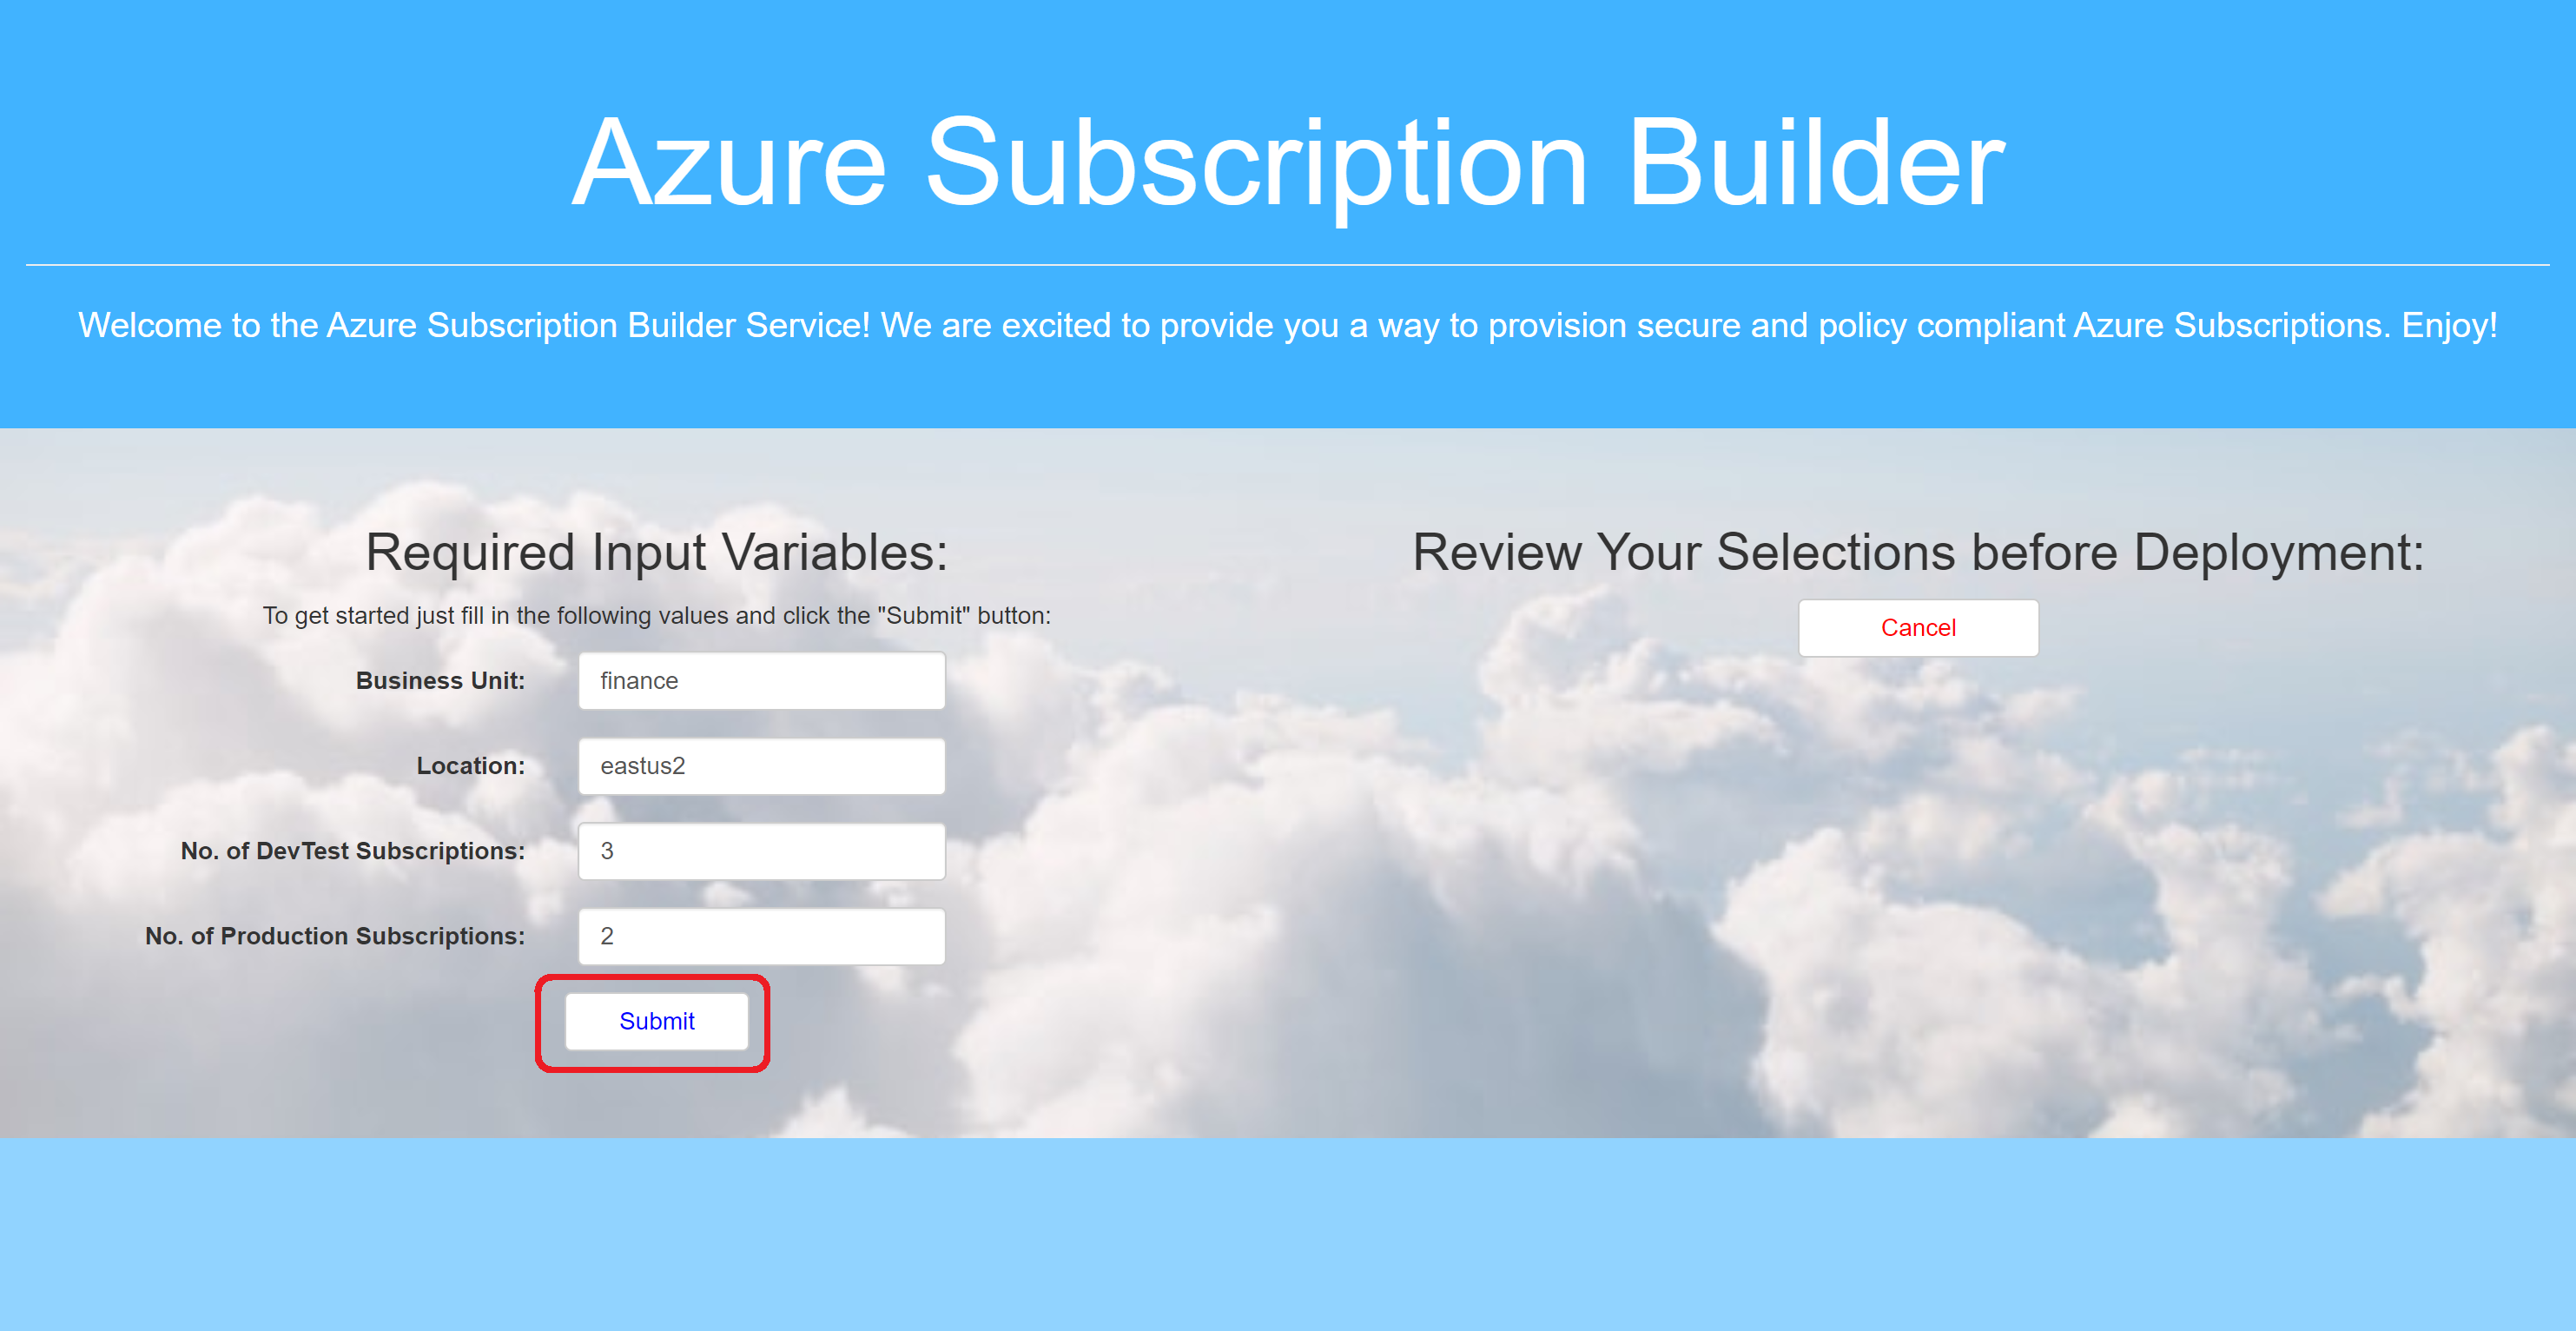 Azure Subscription Builder
Welcome to the Azure Subscription Builder Service! We are excited to provide you a way to provision secure and policy compliant Azure Subscriptions. Enjoy!
Required Input Variables:
To get started just fill in the following values and click the "Submit" button:
Business Unit: finance
Location: eastus2
No. of DevTest Subscriptions: 3
No. of Production Subscriptions: 2
Submit
Review Your Selections before Deployment:
Cancel